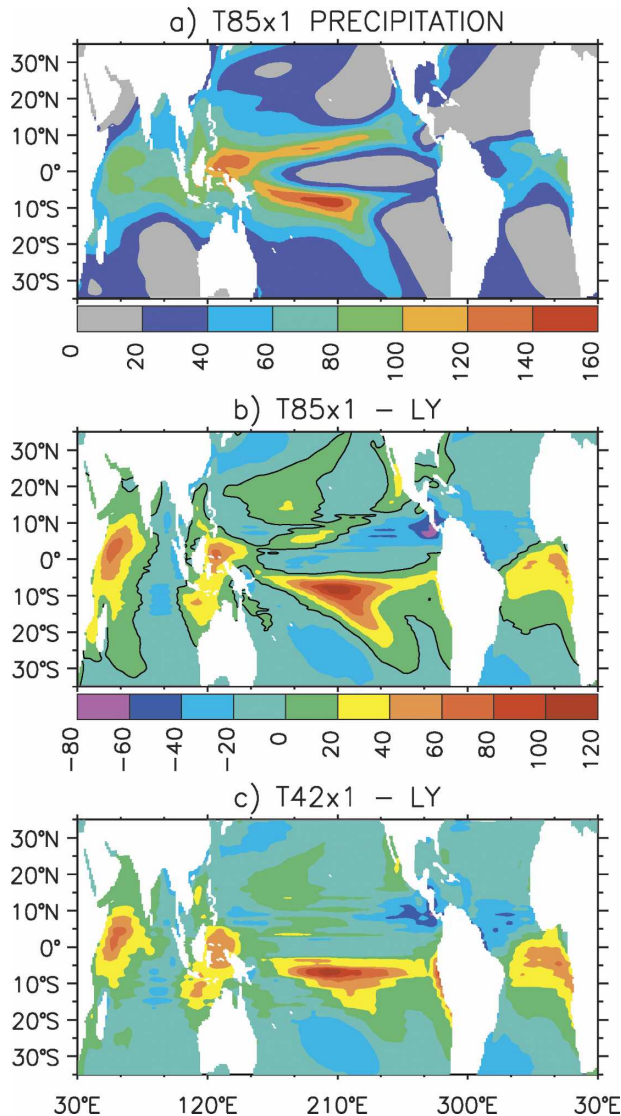 a) T85x1 PRECIPITATION
30°N
20°N
10°N
0°
10°S
20°S
30°S
0 20 40 60 80 100 120 140 160
b) T85x1 – LY
30°N
20°N
10°N
0°
10°S
20°S
30°S
−80 −60 −40 −20 0 20 40 60 80 100 120
c) T42x1 – LY
30°N
20°N
10°N
0°
10°S
20°S
30°S
30°E 120°E 210°E 300°E 30°E